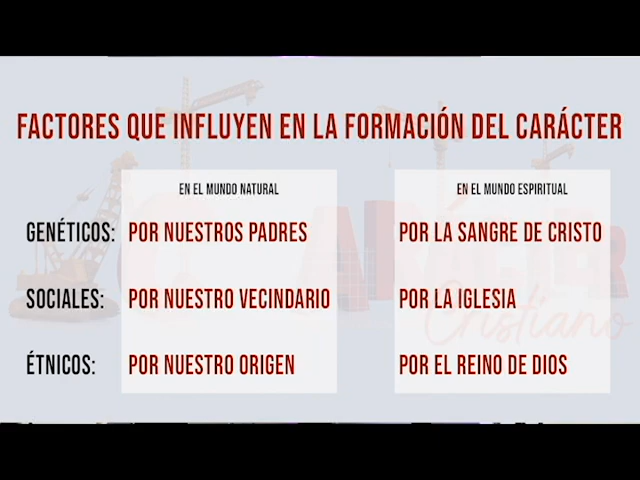 FACTORES QUE INFLUYEN EN LA FORMACIÓN DEL CARÁCTER
EN EL MUNDO NATURAL EN EL MUNDO ESPIRITUAL
GENÉTICOS: POR NUESTROS PADRES POR LA SANGRE DE CRISTO
SOCIALES: POR NUESTRO VECINDARIO POR LA IGLESIA
ÉTNICOS: POR NUESTRO ORIGEN POR EL REINO DE DIOS
CARÁCTER
Cristiano